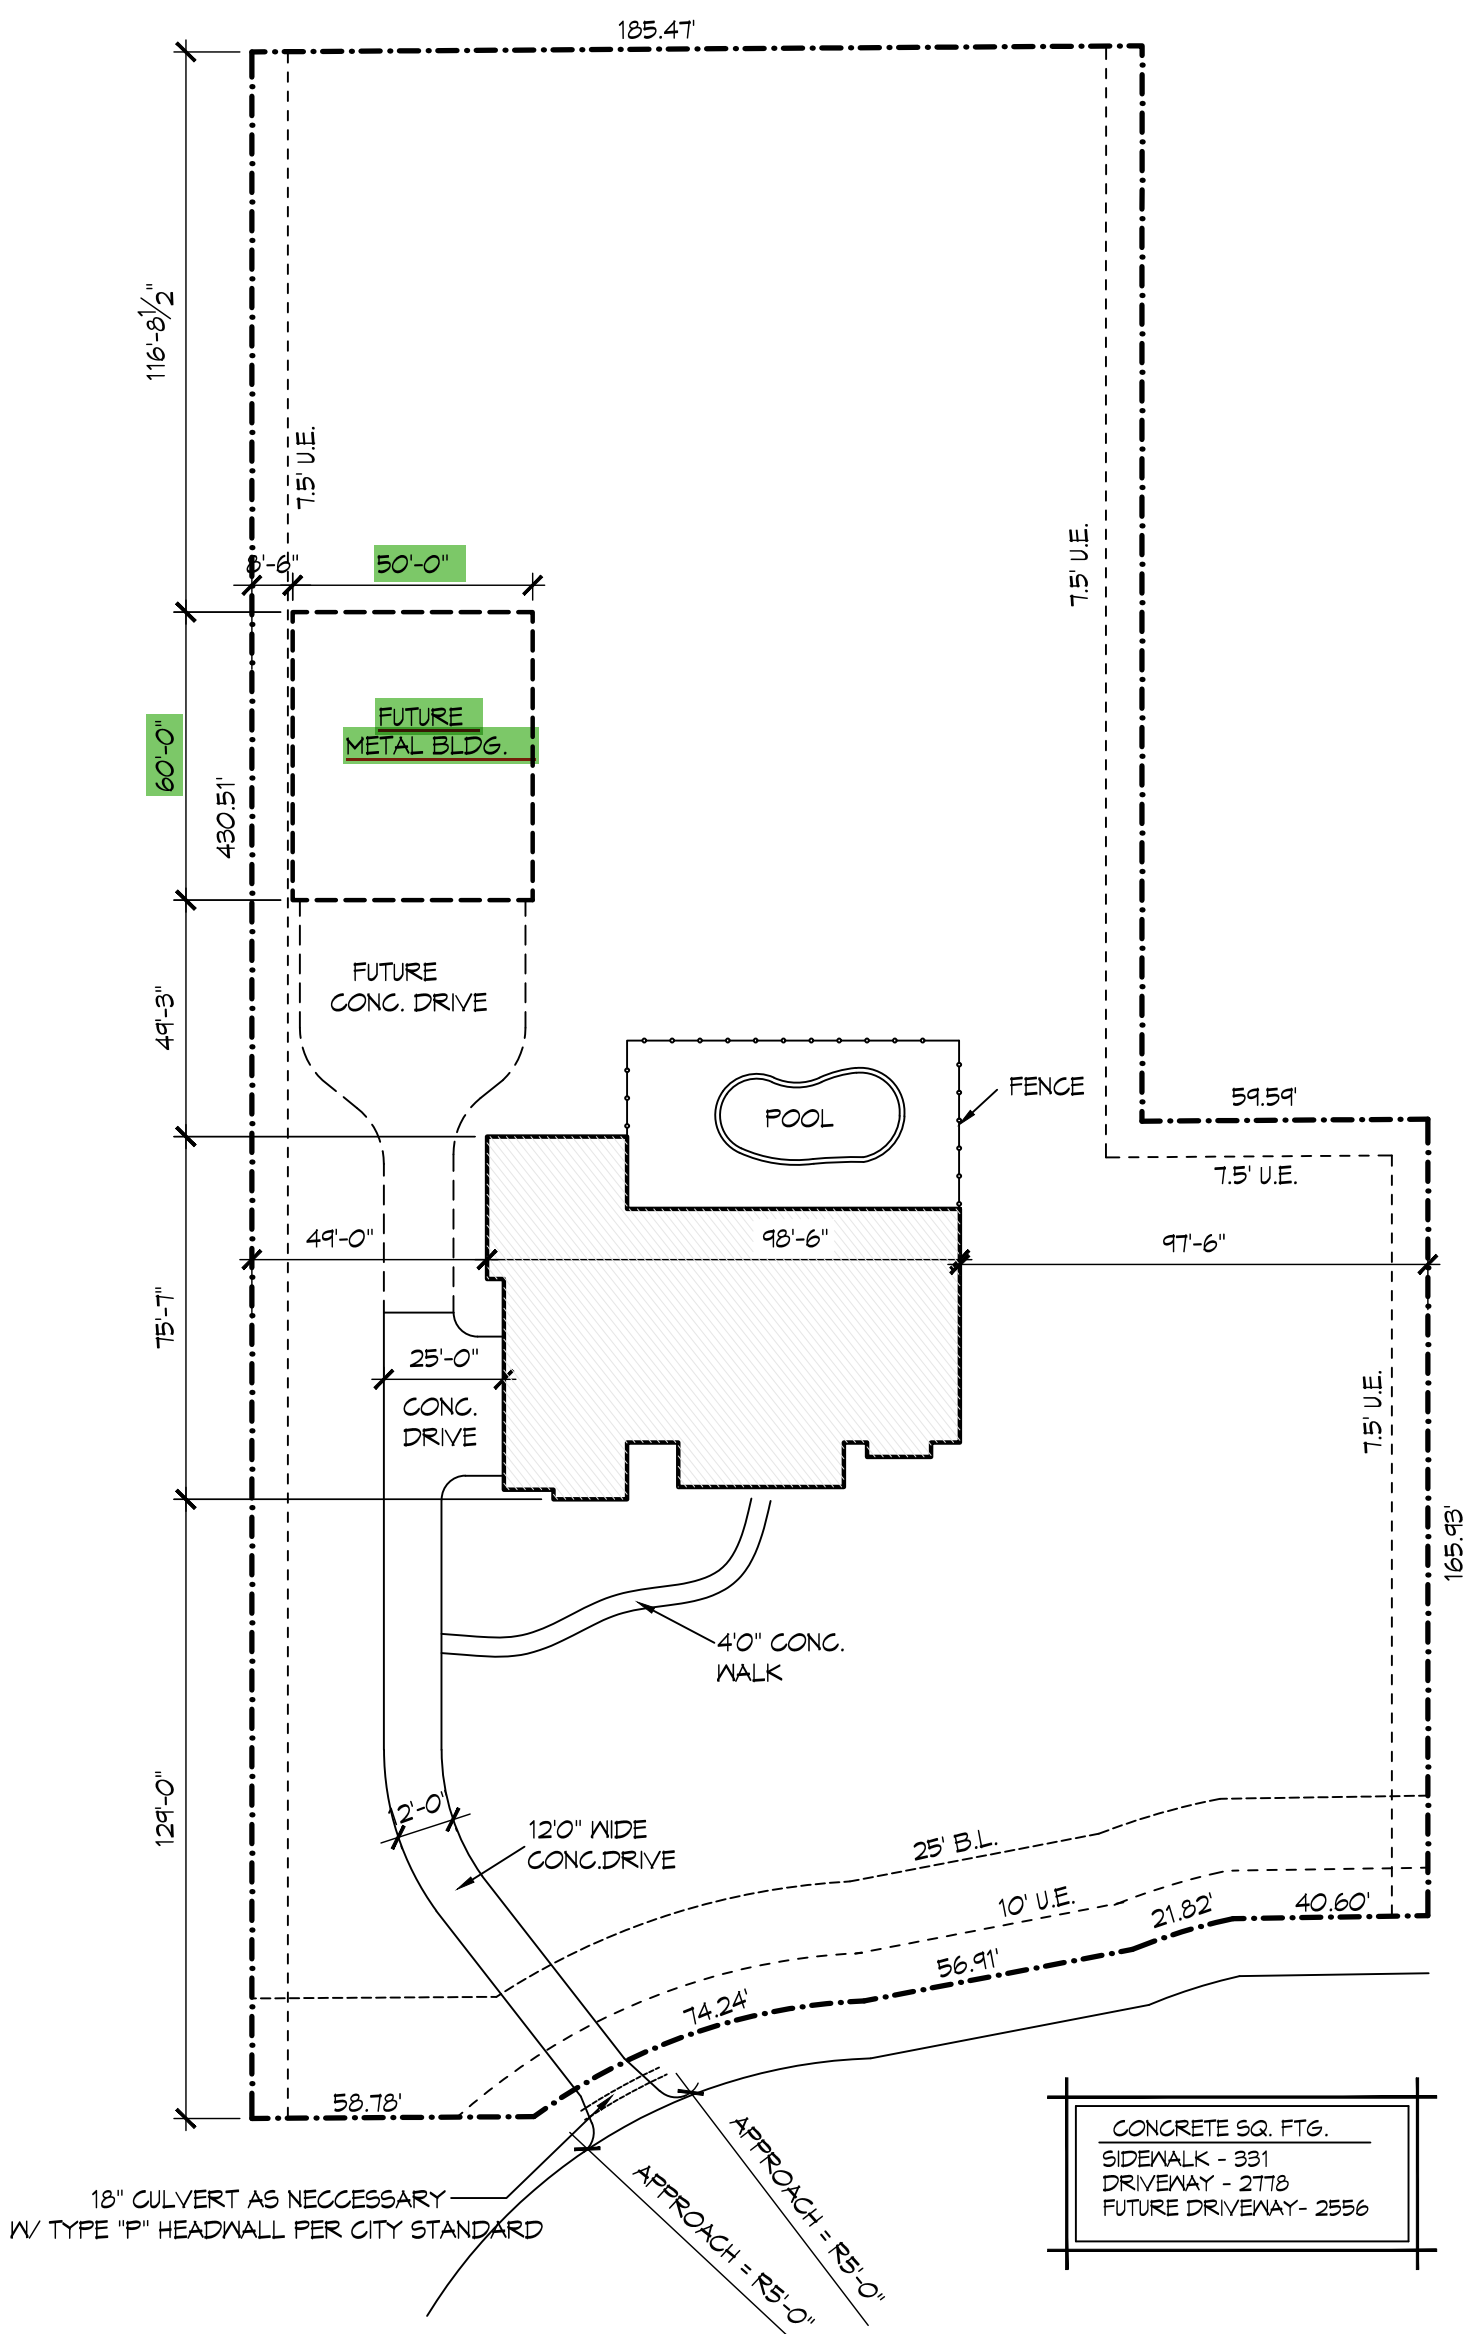 185.47'
116'-8½"
7.5' U.E.
7.5' U.E.
8'-6"
50'-0"
FUTURE
METAL BLDG.
60'-0"
430.51'
FUTURE
CONC. DRIVE
49'-3"
FENCE
POOL
59.59'
7.5' U.E.
49'-0"
98'-6"
97'-6"
75'-7"
25'-0"
CONC.
DRIVE
7.5' U.E.
165.93'
4'0" CONC.
WALK
129'-0"
12'-0"
12'0" WIDE
CONC.DRIVE
25' B.L.
10' U.E.
21.82'
40.60'
56.91'
74.24'
58.78'
CONCRETE SQ. FTG.
SIDEWALK - 331
DRIVEWAY - 2778
FUTURE DRIVEWAY- 2556
APPROACH = R5'-0"
APPROACH = R5'-0"
18" CULVERT AS NECCESSARY
W/ TYPE "P" HEADWALL PER CITY STANDARD